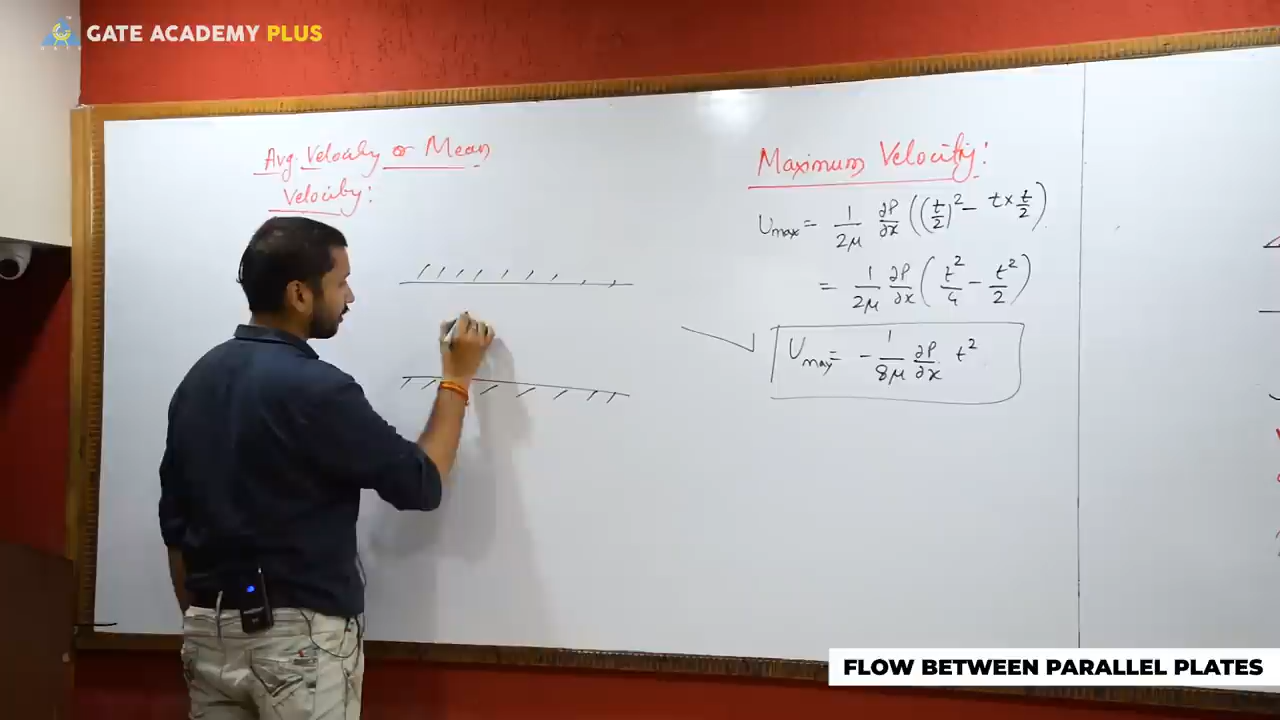 GATE ACADEMY PLUS
Avg. Velocity or Mean
Velocity:
Maximum Velocity:
Umax = 1/2μ ∂P/∂x ((t/2)² - t × t/2)
= 1/2μ ∂P/∂x (t²/4 - t²/2)
Umax = - 1/8μ ∂P/∂x t²
FLOW BETWEEN PARALLEL PLATES